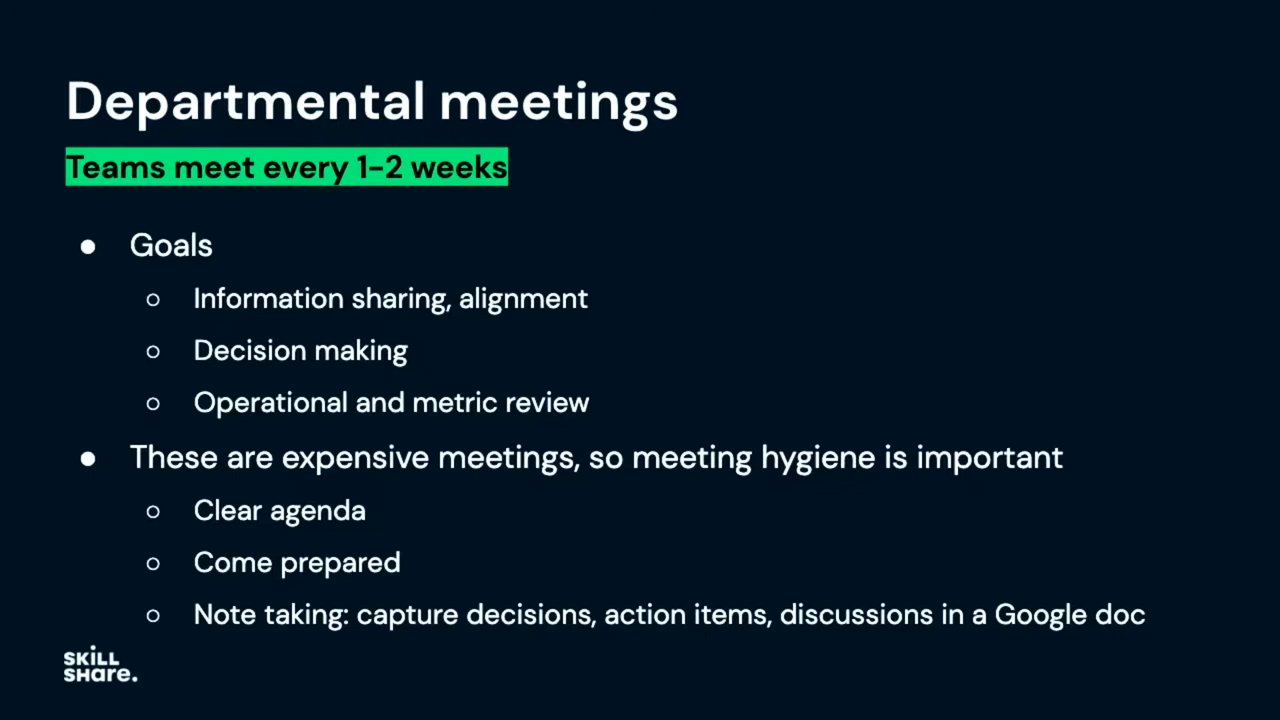 Departmental meetings
Teams meet every 1-2 weeks
● Goals
○ Information sharing, alignment
○ Decision making
○ Operational and metric review
● These are expensive meetings, so meeting hygiene is important
○ Clear agenda
○ Come prepared
○ Note taking: capture decisions, action items, discussions in a Google doc
SKiLL
SHare.